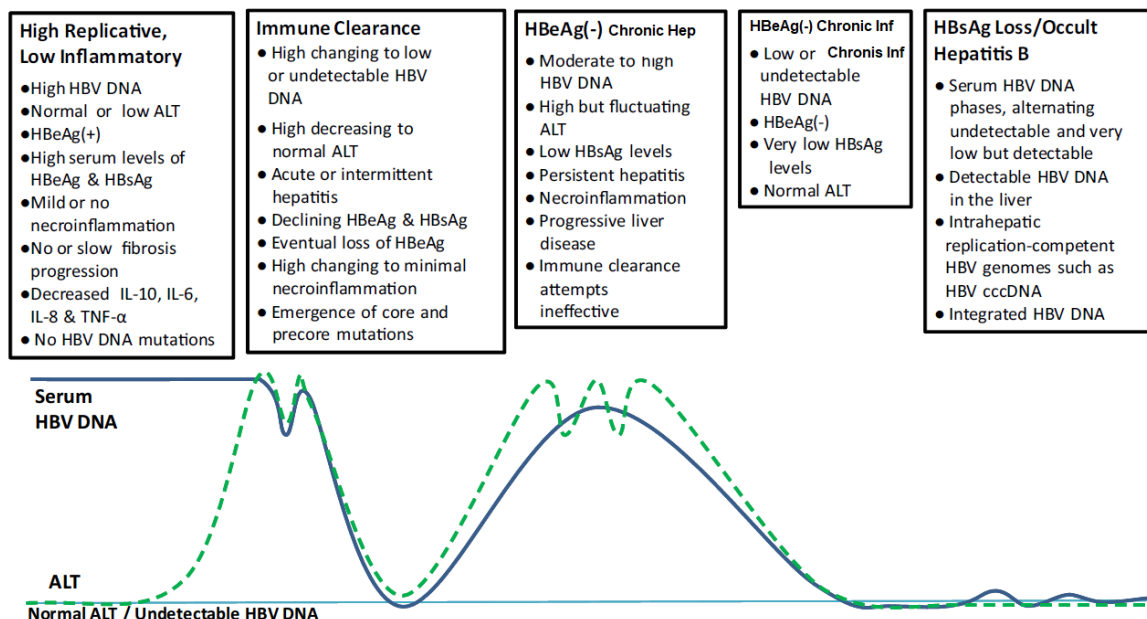 High Replicative,
Low Inflammatory
●High HBV DNA
●Normal or low ALT
●HBeAg(+)
●High serum levels of
HBeAg & HBsAg
●Mild or no
necroinflammation
●No or slow fibrosis
progression
●Decreased IL-10, IL-6,
IL-8 & TNF-α
● No HBV DNA mutations
Immune Clearance
● High changing to low
or undetectable HBV
DNA
● High decreasing to
normal ALT
● Acute or intermittent
hepatitis
● Declining HBeAg & HBsAg
● Eventual loss of HBeAg
● High changing to minimal
necroinflammation
● Emergence of core and
precore mutations
HBeAg(-) Chronic Hep
● Moderate to high
HBV DNA
● High but fluctuating
ALT
● Low HBsAg levels
● Persistent hepatitis
● Necroinflammation
● Progressive liver
disease
● Immune clearance
attempts
ineffective
HBeAg(-) Chronic Inf
● Low or Chronis Inf
undetectable
HBV DNA
● HBeAg(-)
● Very low HBsAg
levels
● Normal ALT
HBsAg Loss/Occult
Hepatitis B
● Serum HBV DNA
phases, alternating
undetectable and very
low but detectable
● Detectable HBV DNA
in the liver
● Intrahepatic
replication-competent
HBV genomes such as
HBV cccDNA
● Integrated HBV DNA
Serum
HBV DNA
ALT
Normal ALT / Undetectable HBV DNA